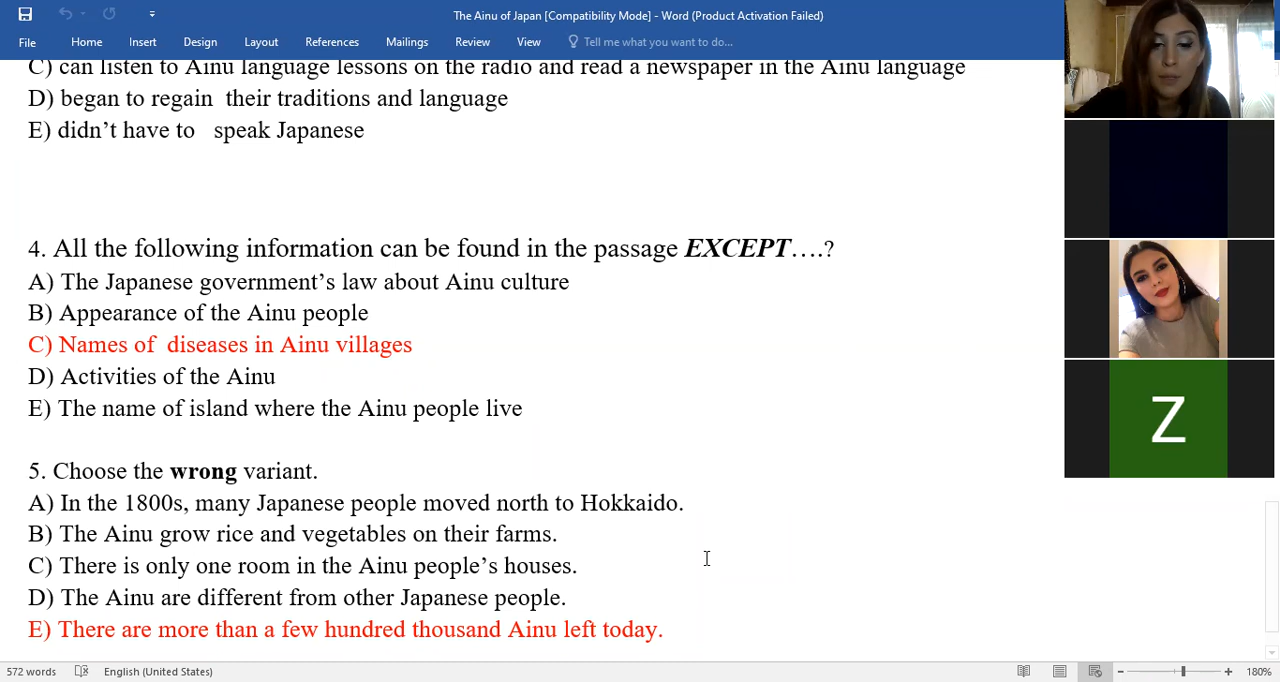 The Ainu of Japan [Compatibility Mode] - Word (Product Activation Failed)
File Home Insert Design Layout References Mailings Review View Tell me what you want to do...
C) can listen to Ainu language lessons on the radio and read a newspaper in the Ainu language
D) began to regain their traditions and language
E) didn’t have to speak Japanese
4. All the following information can be found in the passage EXCEPT….?
A) The Japanese government’s law about Ainu culture
B) Appearance of the Ainu people
C) Names of diseases in Ainu villages
D) Activities of the Ainu
E) The name of island where the Ainu people live
5. Choose the wrong variant.
A) In the 1800s, many Japanese people moved north to Hokkaido.
B) The Ainu grow rice and vegetables on their farms.
C) There is only one room in the Ainu people’s houses.
D) The Ainu are different from other Japanese people.
E) There are more than a few hundred thousand Ainu left today.
Z
572 words English (United States) 180%